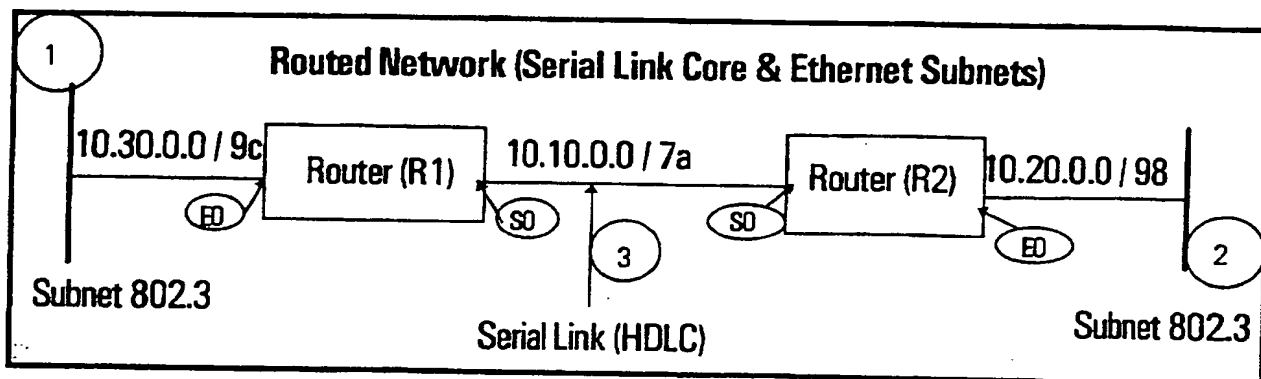 1
Routed Network (Serial Link Core & Ethernet Subnets)
10.30.0.0 / 9c
Router (R1)
10.10.0.0 / 7a
Router (R2)
10.20.0.0 / 98
E0
S0
S0
E0
3
2
Subnet 802.3
Serial Link (HDLC)
Subnet 802.3